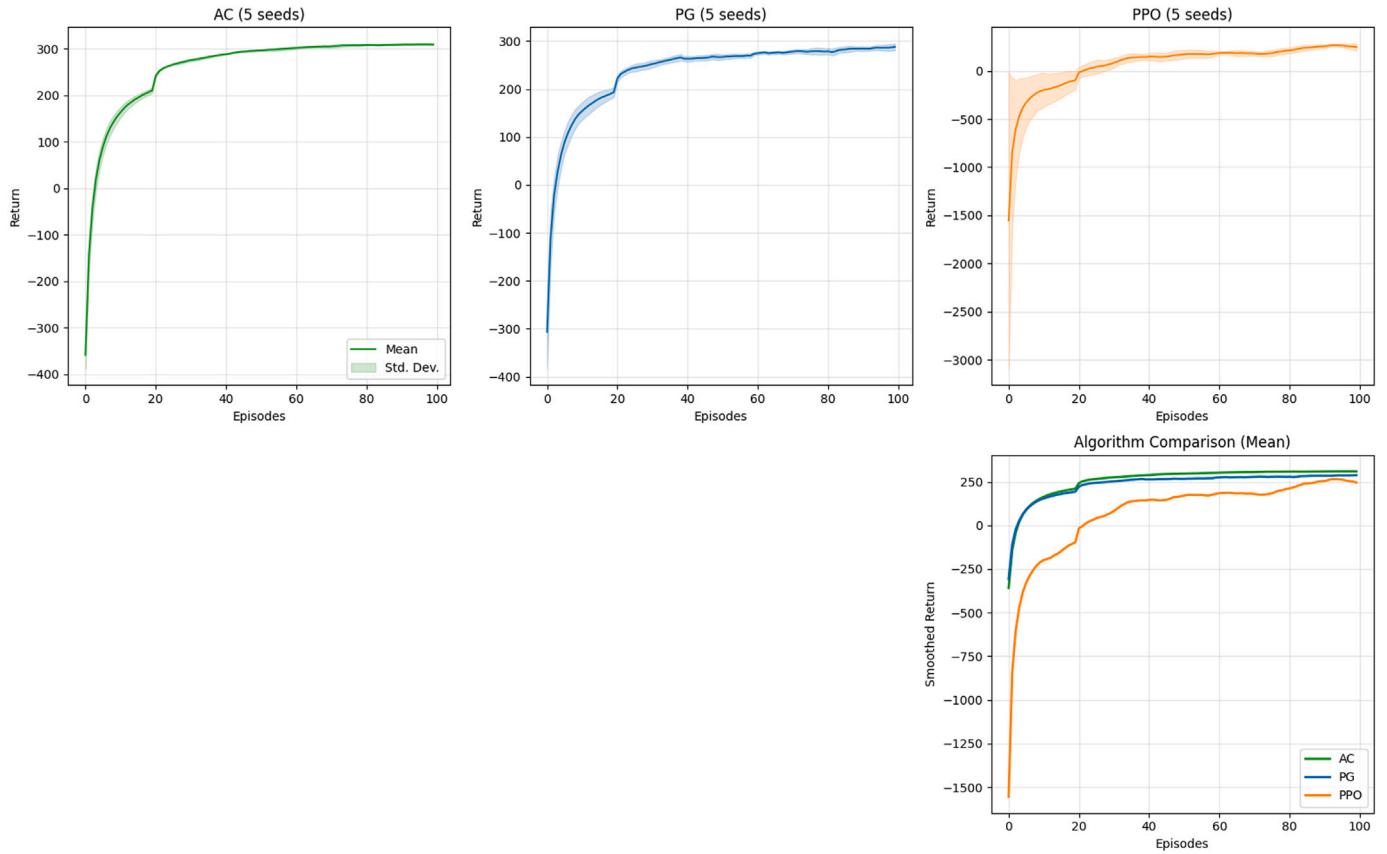 AC (5 seeds)
300
200
100
0
−100
−200
−300
−400
Return
0 20 40 60 80 100
Episodes
Mean
Std. Dev.
PG (5 seeds)
300
200
100
0
−100
−200
−300
−400
Return
0 20 40 60 80 100
Episodes
PPO (5 seeds)
0
−500
−1000
−1500
−2000
−2500
−3000
Return
0 20 40 60 80 100
Episodes
Algorithm Comparison (Mean)
250
0
−250
−500
−750
−1000
−1250
−1500
Smoothed Return
0 20 40 60 80 100
Episodes
AC
PG
PPO